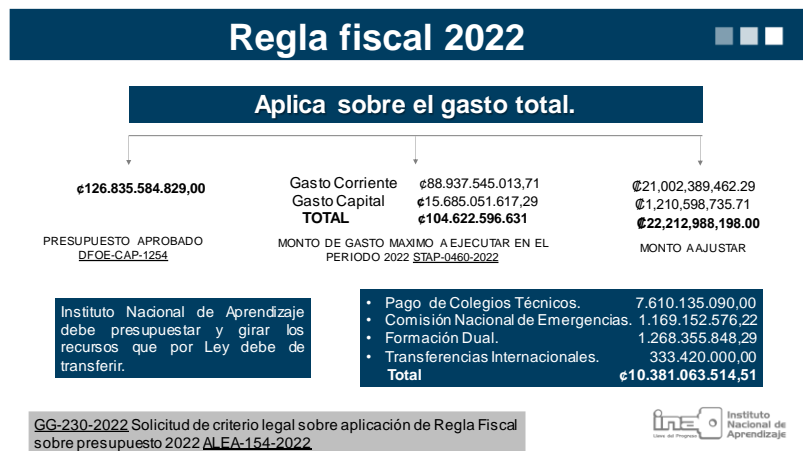 Regla fiscal 2022
Aplica sobre el gasto total.
¢126.835.584.829,00
PRESUPUESTO APROBADO
DFOE-CAP-1254
Gasto Corriente ¢88.937.545.013,71
Gasto Capital ¢15.685.051.617,29
TOTAL ¢104.622.596.631
MONTO DE GASTO MAXIMO A EJECUTAR EN EL
PERIODO 2022 STAP-0460-2022
₡21,002,389,462.29
₡1,210,598,735.71
₡22,212,988,198.00
MONTO A AJUSTAR
Instituto Nacional de Aprendizaje
debe presupuestar y girar los
recursos que por Ley debe de
transferir.
• Pago de Colegios Técnicos. 7.610.135.090,00
• Comisión Nacional de Emergencias. 1.169.152.576,22
• Formación Dual. 1.268.355.848,29
• Transferencias Internacionales. 333.420.000,00
Total ¢10.381.063.514,51
GG-230-2022 Solicitud de criterio legal sobre aplicación de Regla Fiscal
sobre presupuesto 2022 ALEA-154-2022
ina
Llave del Progreso
Instituto
Nacional de
Aprendizaje